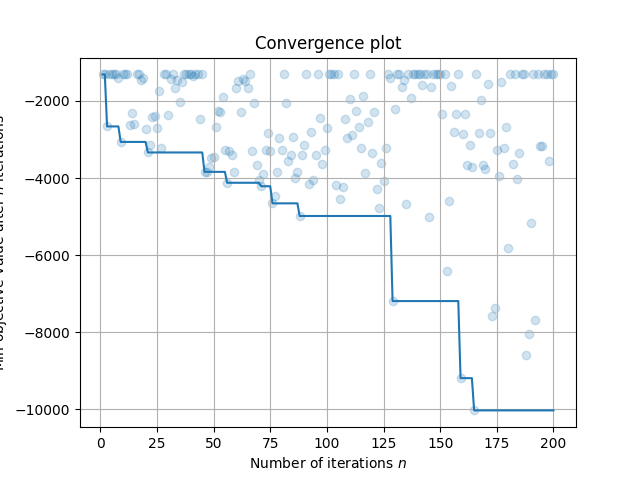 Convergence plot
−2000
−4000
−6000
−8000
−10000
0 25 50 75 100 125 150 175 200
Number of iterations n
objective value after n iterations